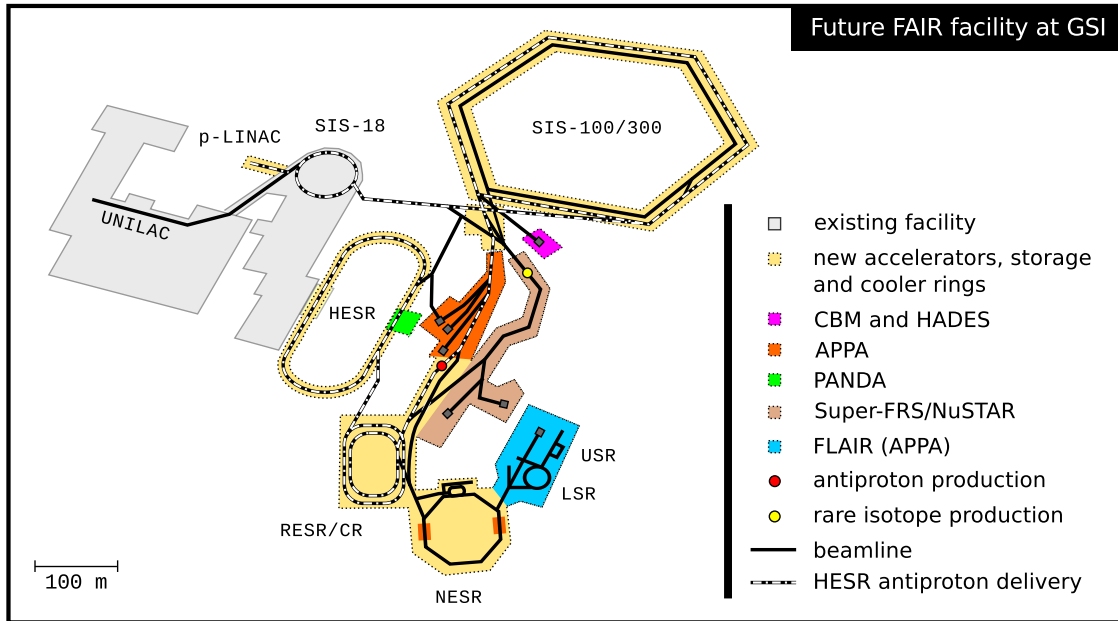 Future FAIR facility at GSI
SIS-18
p-LINAC
SIS-100/300
UNILAC
HESR
USR
LSR
RESR/CR
NESR
100 m
existing facility
new accelerators, storage
and cooler rings
CBM and HADES
APPA
PANDA
Super-FRS/NuSTAR
FLAIR (APPA)
antiproton production
rare isotope production
beamline
HESR antiproton delivery